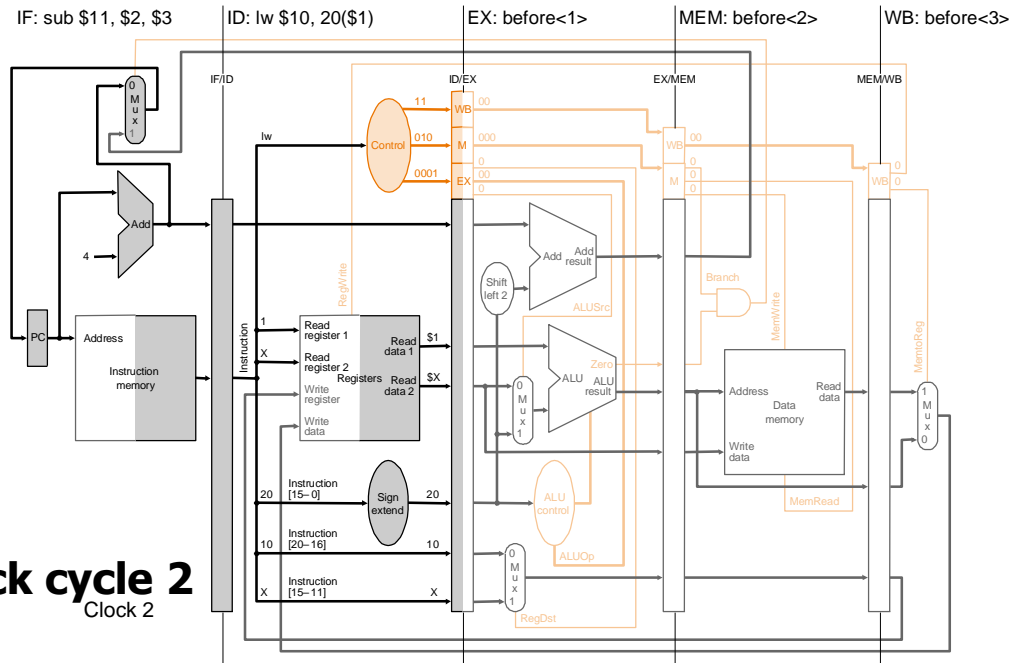 IF: sub $11, $2, $3
ID: lw $10, 20($1)
EX: before<1>
MEM: before<2>
WB: before<3>
IF/ID
ID/EX
EX/MEM
MEM/WB
0
M
u
x
1
11
WB
00
lw
Control
010
M
000
WB
00
0001
EX
0
00
0
M
0
0
0
WB
0
0
Add
4
Add
Add
result
Shift
left 2
RegWrite
ALUSrc
Branch
MemWrite
MemtoReg
PC
Address
Instruction
memory
Instruction
1
Read
register 1
X
Read
register 2
Registers
Write
register
Write
data
Read
data 1
$1
Read
data 2
$X
0
M
u
x
1
Zero
ALU
ALU
result
Address
Read
data
Data
memory
Write
data
1
M
u
x
0
MemRead
20
Instruction
[15–0]
Sign
extend
20
ALU
control
10
Instruction
[20–16]
10
ALUOp
0
M
u
x
1
X
Instruction
[15–11]
X
RegDst
ck cycle 2
Clock 2